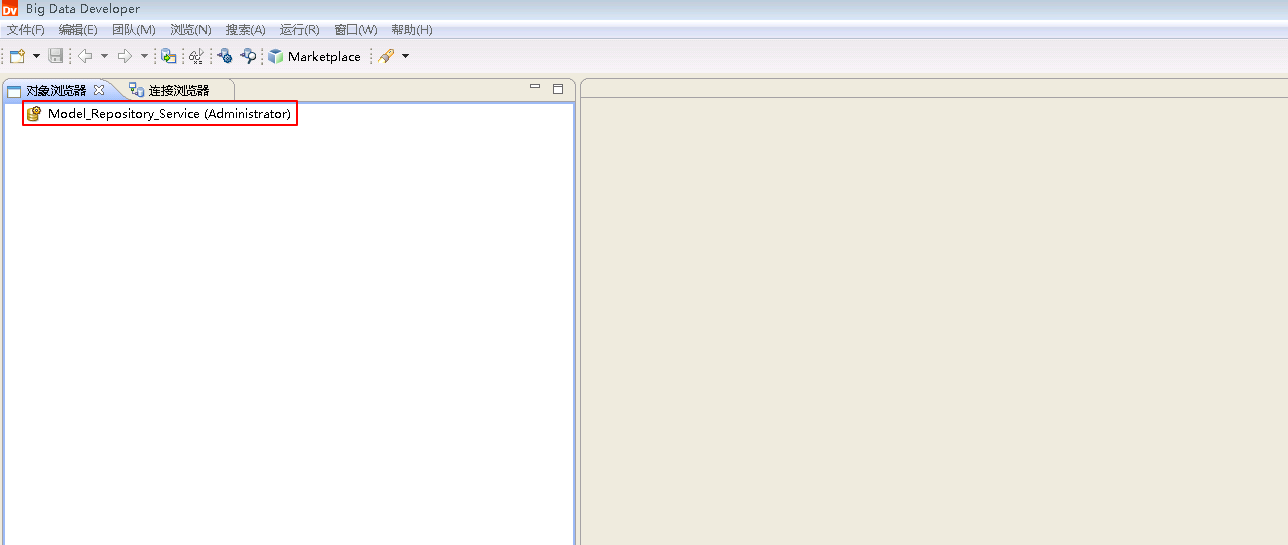 Dv Big Data Developer
文件(F) 编辑(E) 团队(M) 浏览(N) 搜索(A) 运行(R) 窗口(W) 帮助(H)
Marketplace
对象浏览器 连接浏览器
Model_Repository_Service (Administrator)